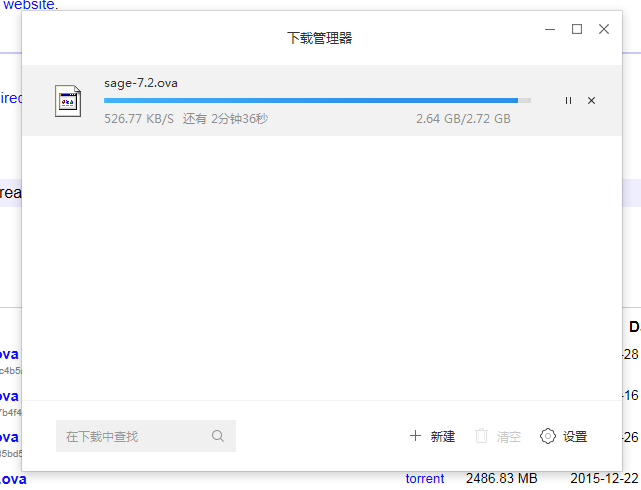 website.
下载管理器
sage-7.2.ova
526.77 KB/S 还有 2分钟36秒 2.64 GB/2.72 GB
ova
-28
-16
ova
-26
在下载中查找
新建 清空 设置
.ova torrent 2486.83 MB 2015-12-22